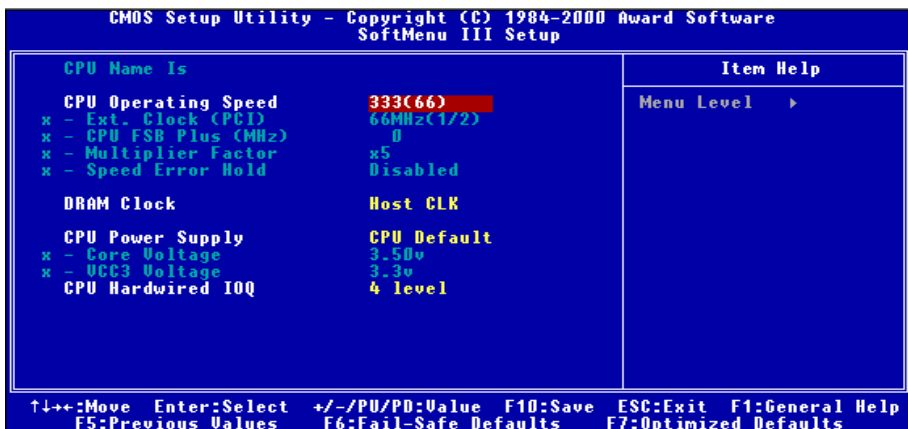 CMOS Setup Utility – Copyright (C) 1984-2000 Award Software
SoftMenu III Setup
CPU Name Is
Item Help
CPU Operating Speed 333(66)
Menu Level ▸
x - Ext. Clock (PCI) 66MHz(1/2)
x - CPU FSB Plus (MHz) 0
x - Multiplier Factor x5
x - Speed Error Hold Disabled
DRAM Clock Host CLK
CPU Power Supply CPU Default
x - Core Voltage 3.50v
x - VCC3 Voltage 3.3v
CPU Hardwired IOQ 4 level
↑↓→←:Move Enter:Select +/-/PU/PD:Value F10:Save ESC:Exit F1:General Help
F5:Previous Values F6:Fail-Safe Defaults F7:Optimized Defaults